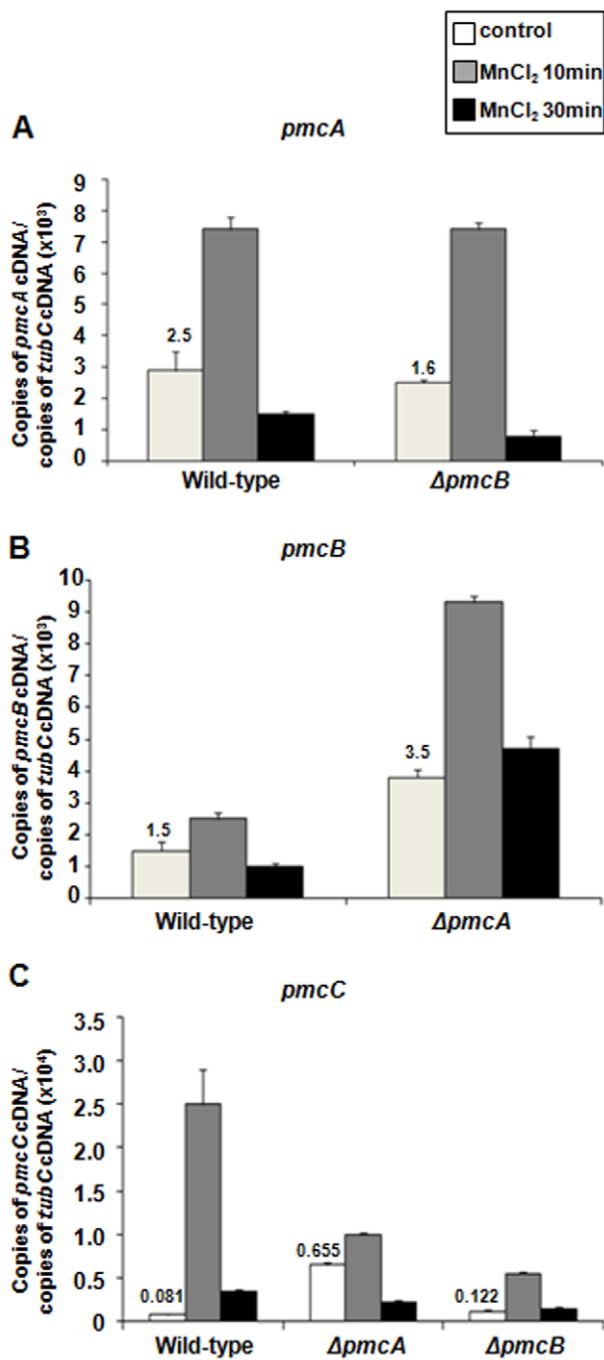 control
MnCl₂ 10min
MnCl₂ 30min
A
pmcA
Copies of pmcA cDNA/
copies of tubC cDNA (x10³)
9
8
7
6
5
4
3
2
1
0
2.5
1.6
Wild-type
ΔpmcB
B
pmcB
Copies of pmcB cDNA/
copies of tubC cDNA (x10³)
10
9
8
7
6
5
4
3
2
1
0
1.5
3.5
Wild-type
ΔpmcA
C
pmcC
Copies of pmcC cDNA/
copies of tubC cDNA (x10⁴)
3.5
3.0
2.5
2.0
1.5
1.0
0.5
0
0.081
0.655
0.122
Wild-type
ΔpmcA
ΔpmcB